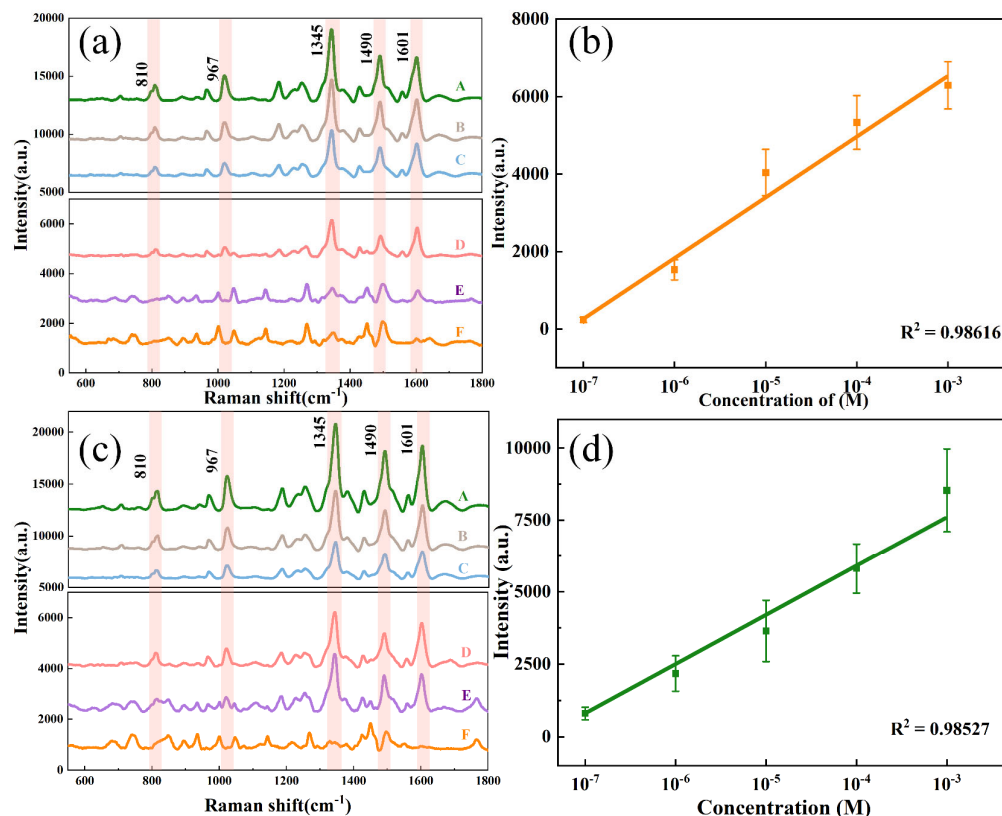 (a)
20000
15000
10000
5000
6000
4000
2000
0
Intensity(a.u.)
810
967
1345
1490
1601
A
B
C
D
E
F
600 800 1000 1200 1400 1600 1800
Raman shift(cm⁻¹)
(b)
8000
6000
4000
2000
0
Intensity(a.u.)
R² = 0.98616
10⁻⁷ 10⁻⁶ 10⁻⁵ 10⁻⁴ 10⁻³
Concentration of (M)
(c)
20000
15000
10000
5000
6000
4000
2000
0
Intensity(a.u.)
810
967
1345
1490
1601
A
B
C
D
E
F
600 800 1000 1200 1400 1600 1800
Raman shift(cm⁻¹)
(d)
10000
7500
5000
2500
0
Intensity (a.u.)
R² = 0.98527
10⁻⁷ 10⁻⁶ 10⁻⁵ 10⁻⁴ 10⁻³
Concentration (M)